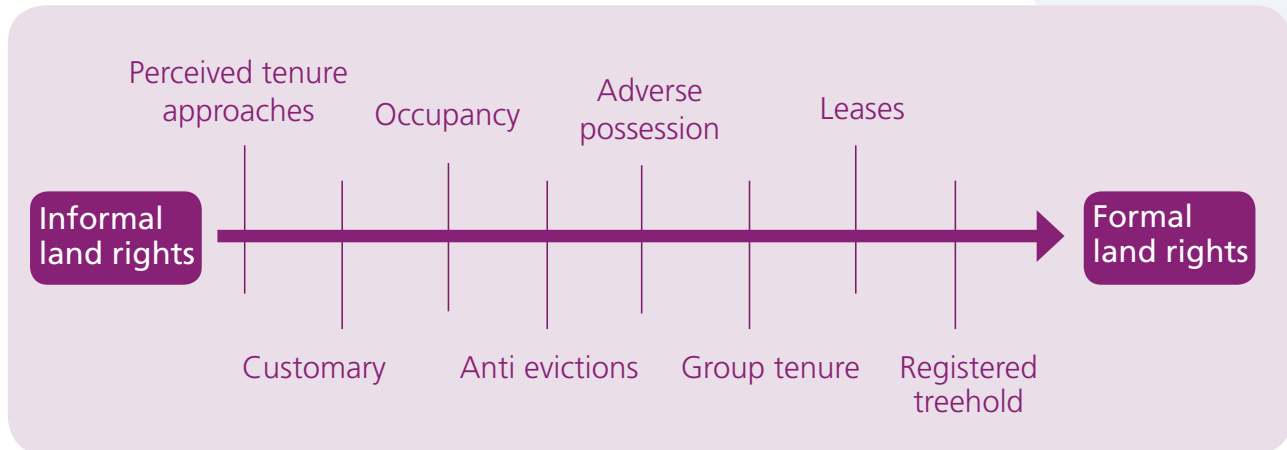 Perceived tenure
approaches
Occupancy
Adverse
possession
Leases
Informal
land rights
Formal
land rights
Customary
Anti evictions
Group tenure
Registered
treehold